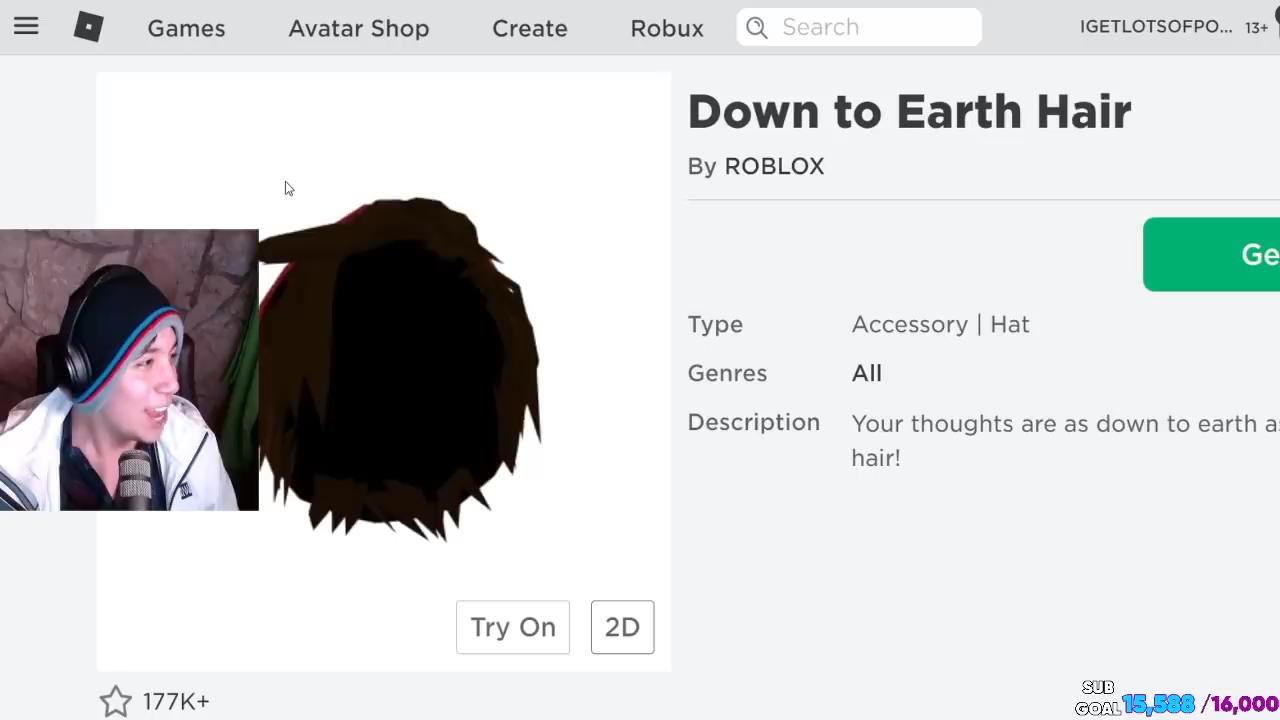 Games Avatar Shop Create Robux Search IGETLOTSOFPO... 13+
Down to Earth Hair
By ROBLOX
Ge
Type Accessory | Hat
Genres All
Description Your thoughts are as down to earth as
hair!
Try On 2D
177K+
SUB
GOAL 15,588 /16,000